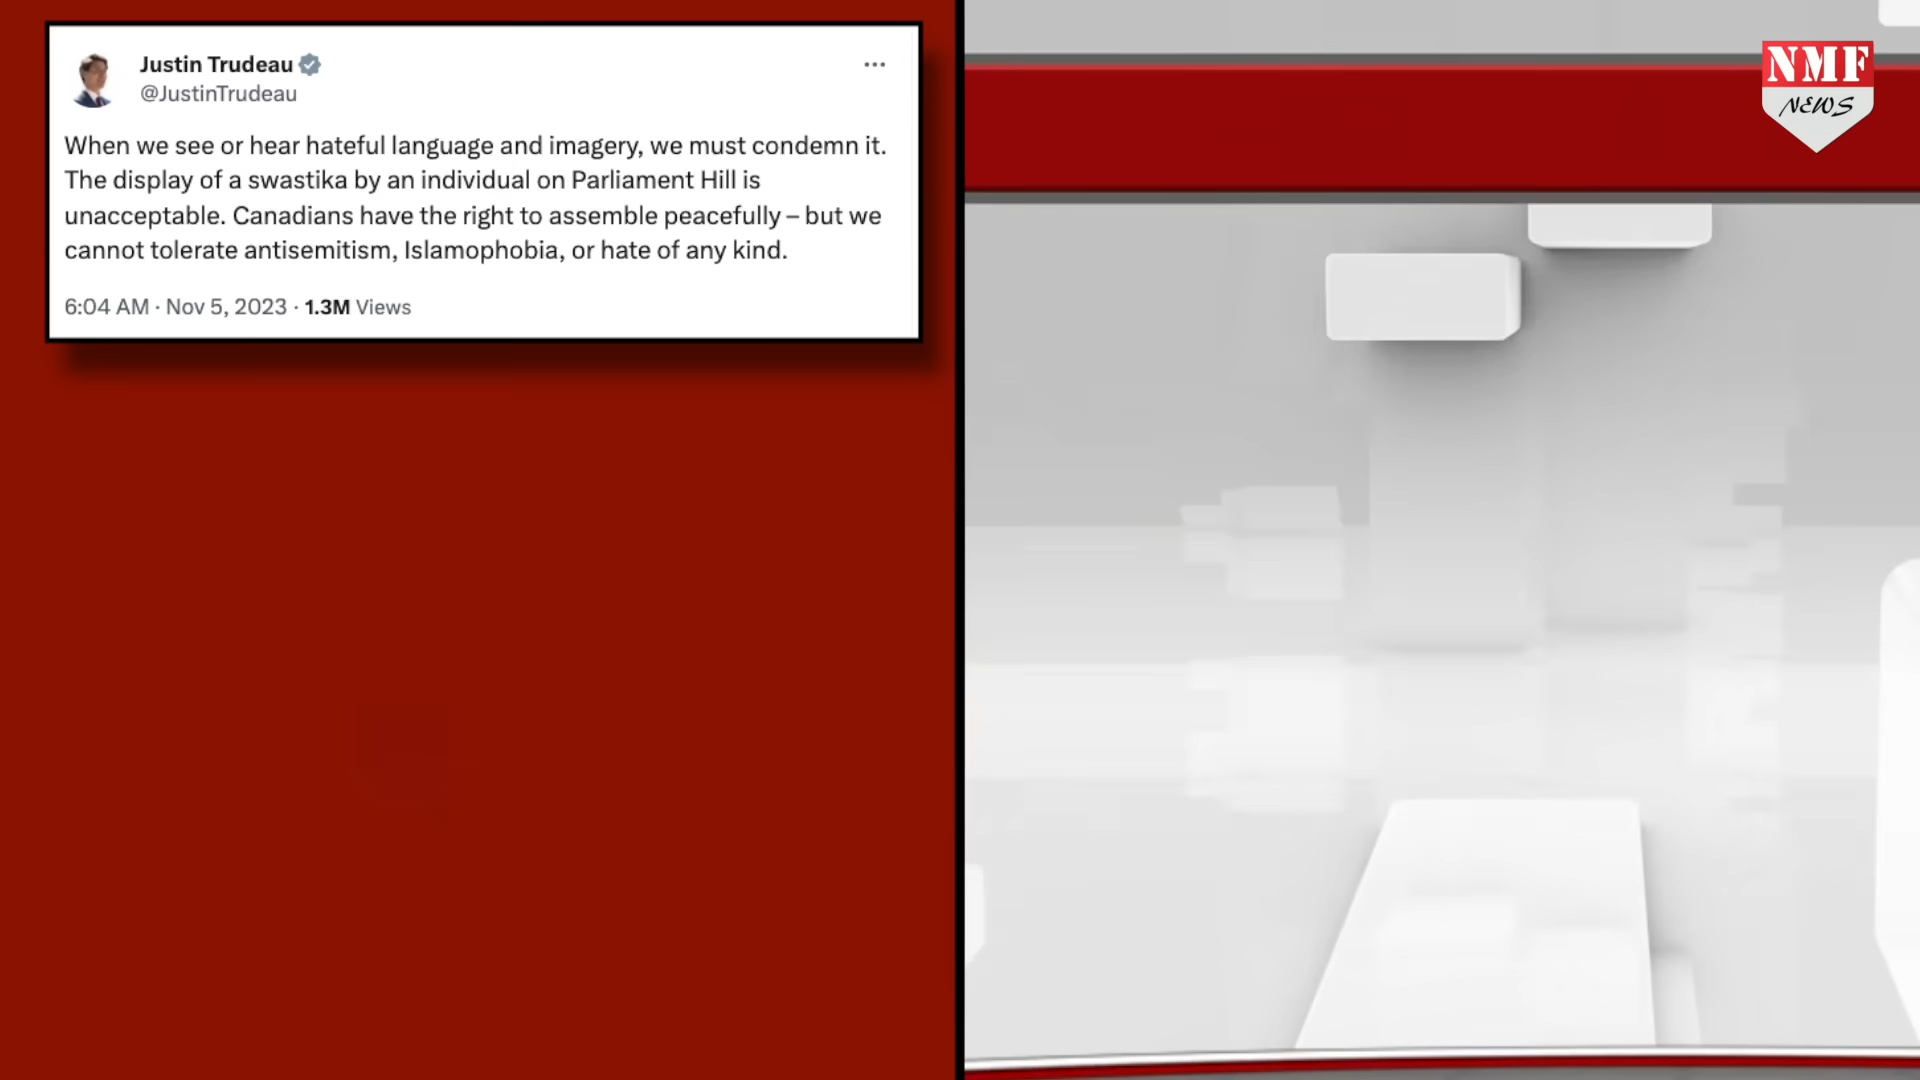 Justin Trudeau
@JustinTrudeau
When we see or hear hateful language and imagery, we must condemn it.
The display of a swastika by an individual on Parliament Hill is
unacceptable. Canadians have the right to assemble peacefully – but we
cannot tolerate antisemitism, Islamophobia, or hate of any kind.
6:04 AM · Nov 5, 2023 · 1.3M Views
NMF
NEWS